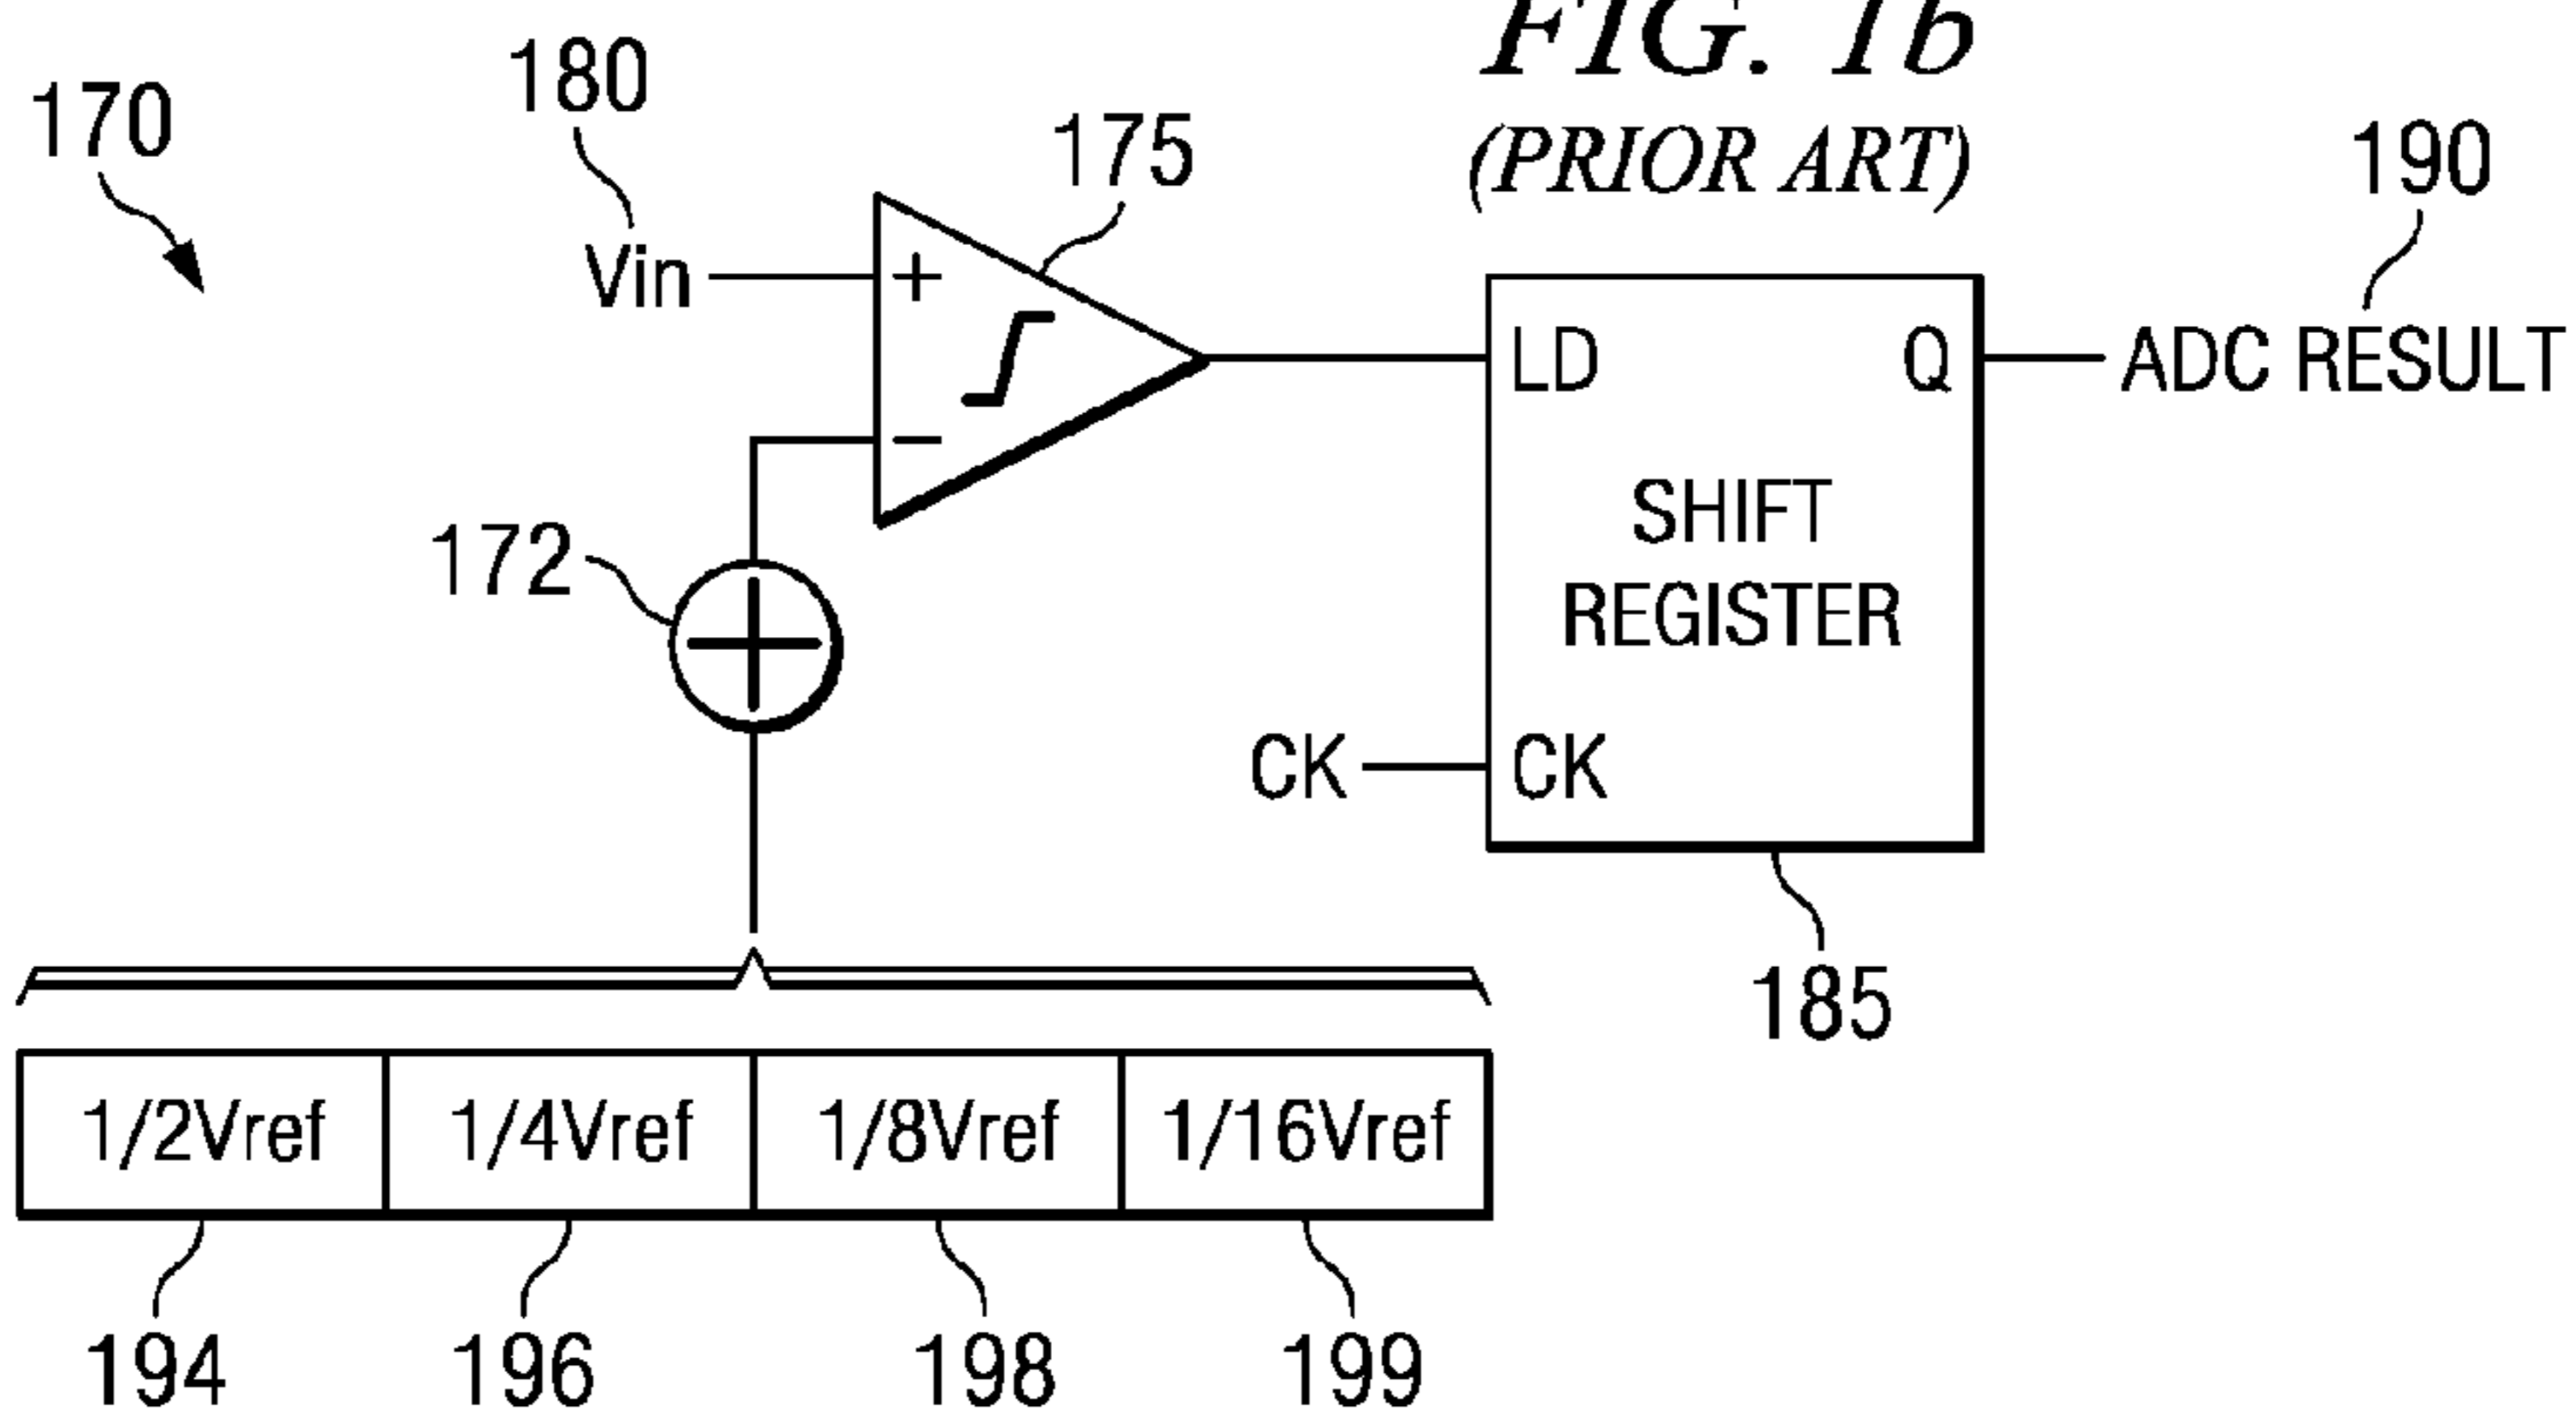 FIG. 1b
(PRIOR ART)
170
180
175
190
Vin
+
−
LD
Q
ADC RESULT
172
SHIFT
REGISTER
CK
CK
185
1/2Vref
1/4Vref
1/8Vref
1/16Vref
194
196
198
199